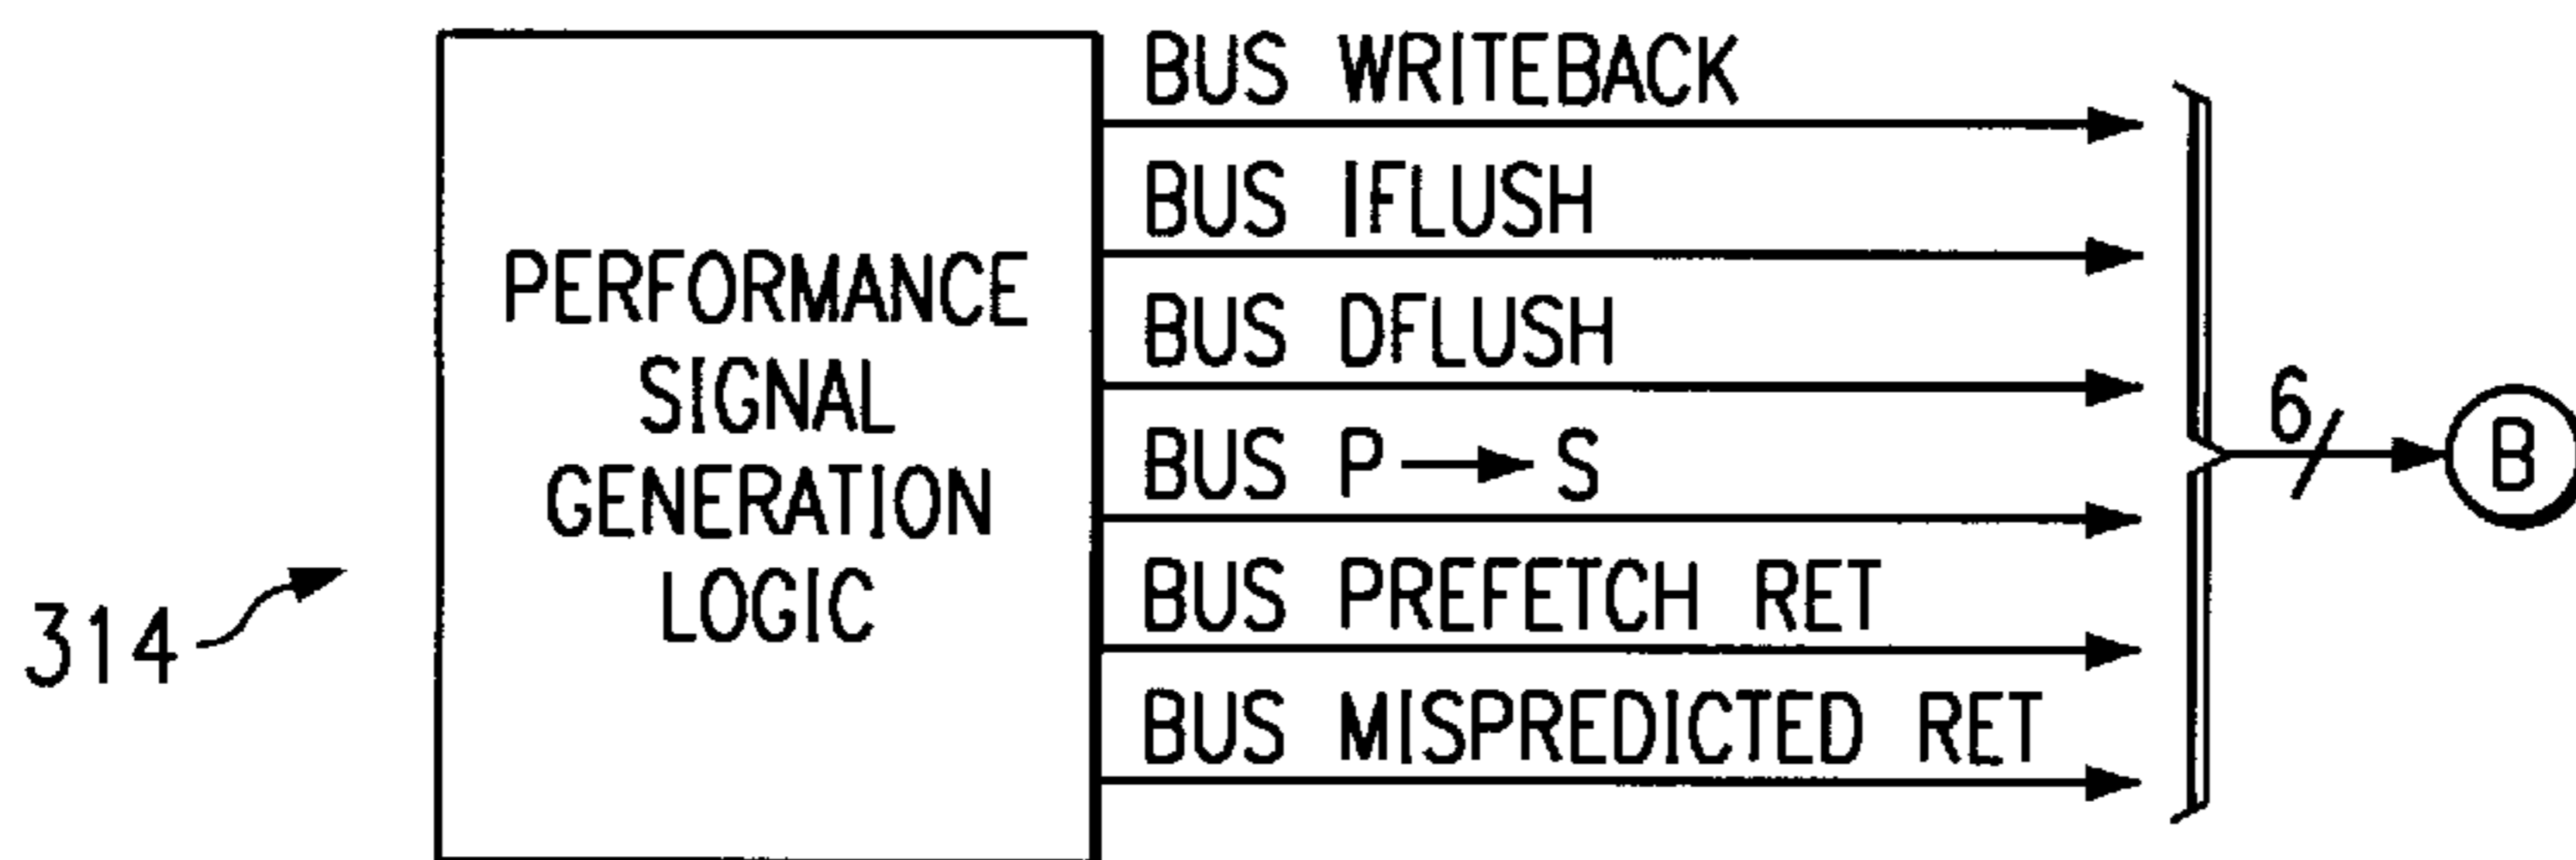 BUS WRITEBACK
BUS IFLUSH
PERFORMANCE
SIGNAL
GENERATION
LOGIC
BUS DFLUSH
BUS P → S
BUS PREFETCH RET
BUS MISPREDICTED RET
6
B
314